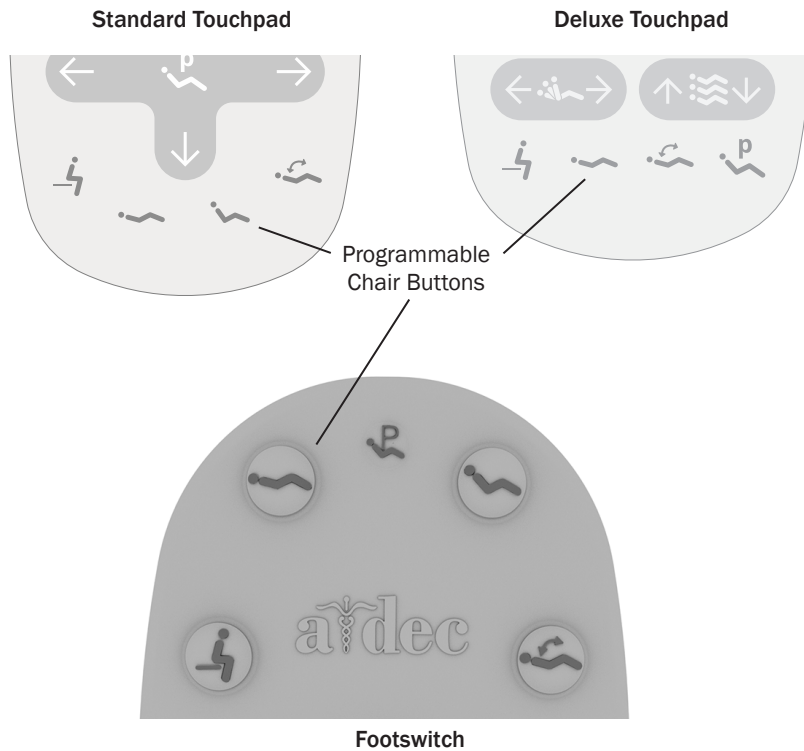 Standard Touchpad
Deluxe Touchpad
p
p
Programmable
Chair Buttons
P
a dec
Footswitch